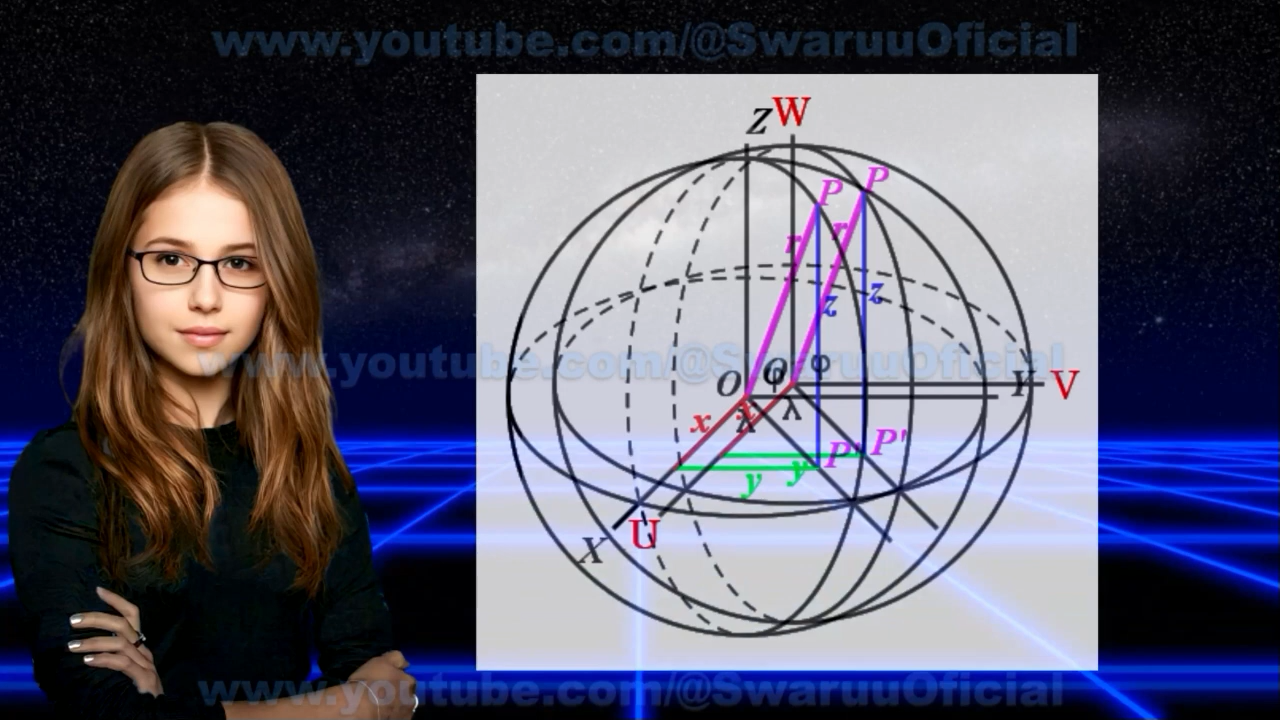 www.youtube.com/@SwaruuOficial
Z W
P P
r r
z z
www.youtube.com/@SwaruuOficial
O φ φ Y V
x x λ λ
P' P'
y y
X U
www.youtube.com/@SwaruuOficial